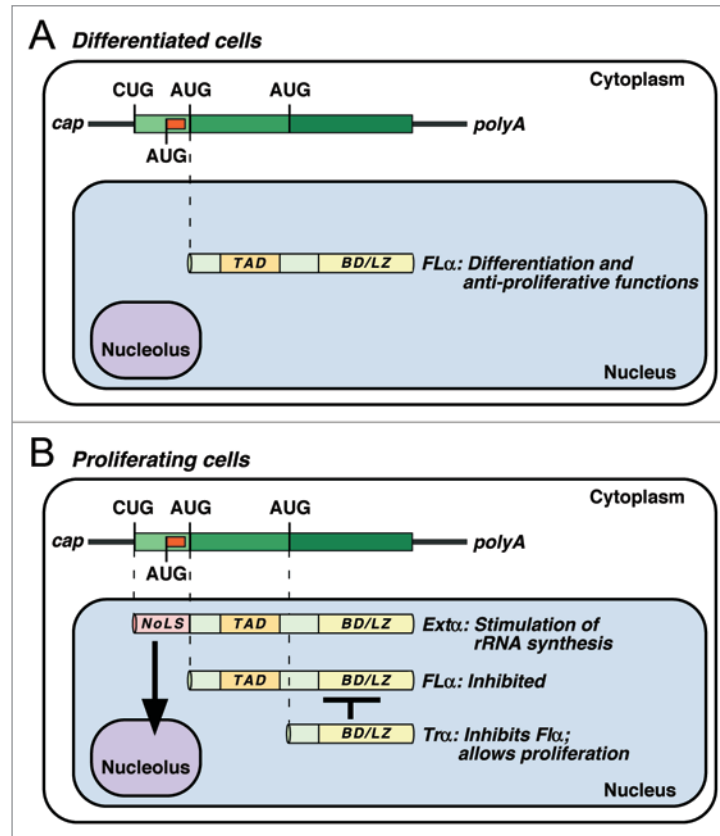 A Differentiated cells
Cytoplasm
CUG AUG AUG
cap polyA
AUG
TAD BD/LZ FLα: Differentiation and
anti-proliferative functions
Nucleolus
Nucleus
B Proliferating cells
Cytoplasm
CUG AUG AUG
cap polyA
AUG
NoLS TAD BD/LZ Extα: Stimulation of
rRNA synthesis
TAD BD/LZ FLα: Inhibited
BD/LZ Trα: Inhibits Flα;
allows proliferation
Nucleolus
Nucleus